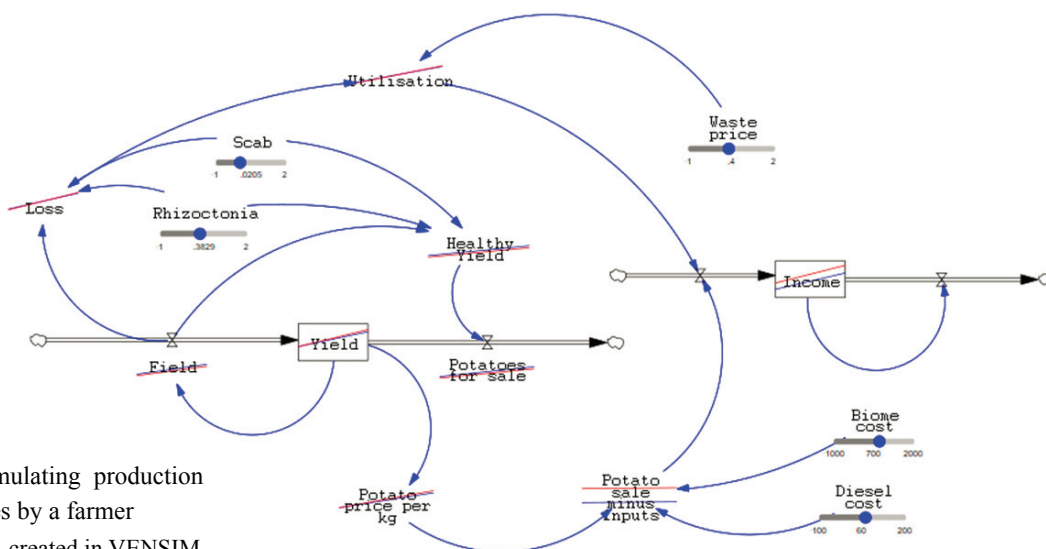 Utilisation
Waste
price
-1 .4 2
Scab
-1 .0205 2
Loss
Rhizoctonia
-1 .3829 2
Healthy
Yield
Income
Yield
Field
Potatoes
for sale
Biome
cost
1000 700 2000
Potato
price per
kg
Potato
sale
minus
inputs
Diesel
cost
100 60 200
mulating production
es by a farmer
created in VENSIM